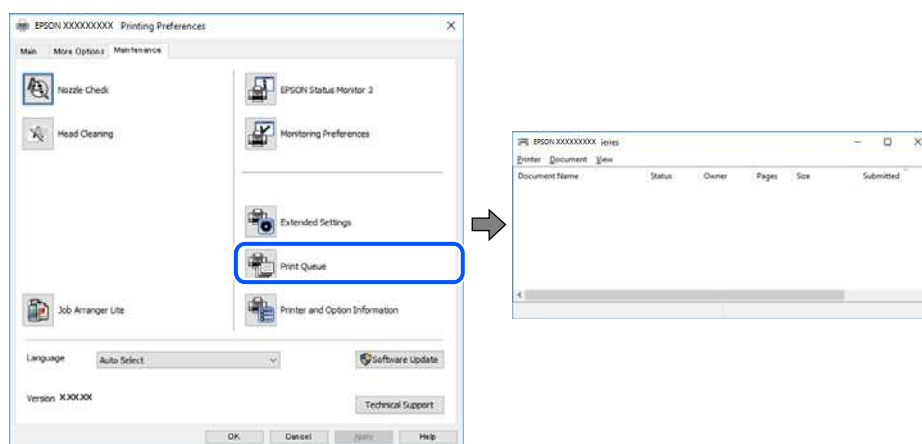 EPSON XXXXXXXXX Printing Preferences
Main More Options Maintenance
Nozzle Check
EPSON Status Monitor 3
Head Cleaning
Monitoring Preferences
Extended Settings
Print Queue
Job Arranger Lite
Printer and Option Information
Language Auto Select
Software Update
Version X.XX.XX
Technical Support
OK Cancel Apply Help
EPSON XXXXXXXXX series
Printer Document View
Document Name Status Owner Pages Size Submitted